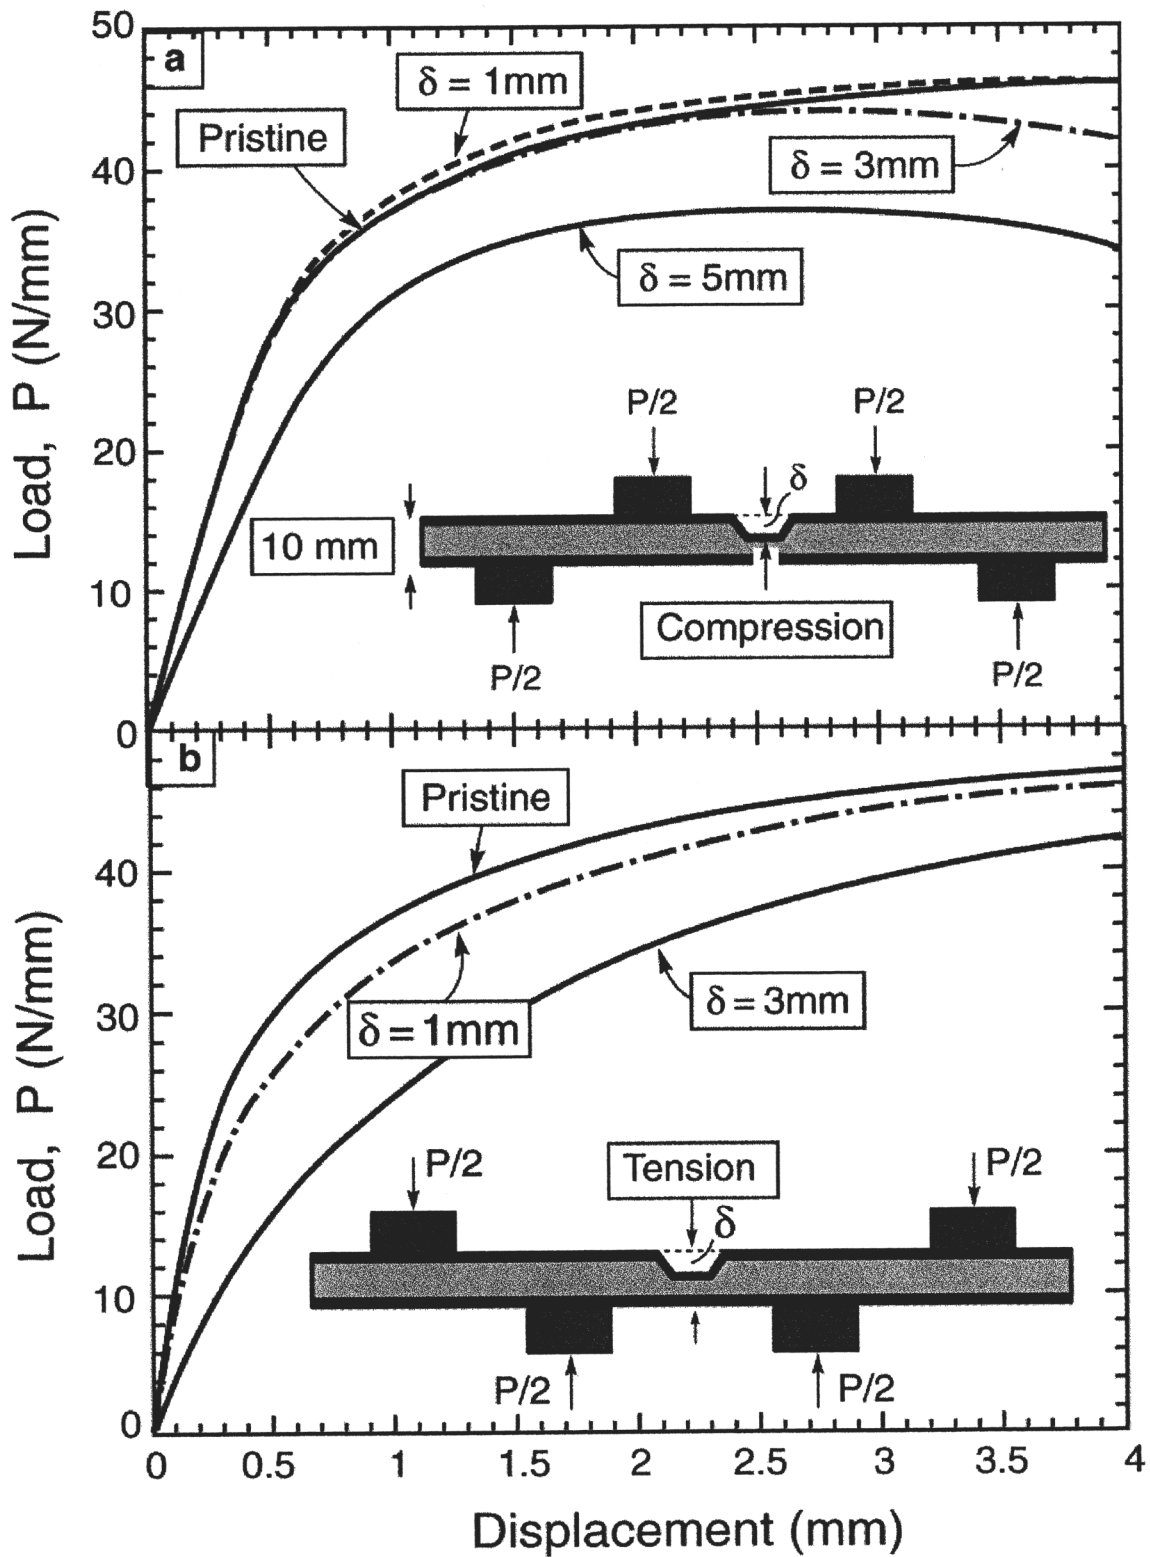 a
50
40
30
20
10
0
Load, P (N/mm)
δ = 1mm
Pristine
δ = 3mm
δ = 5mm
P/2
P/2
δ
10 mm
Compression
P/2
P/2
b
40
30
20
10
0
Load, P (N/mm)
Pristine
δ = 1mm
δ = 3mm
Tension
P/2
P/2
δ
P/2
P/2
0
0.5
1
1.5
2
2.5
3
3.5
4
Displacement (mm)